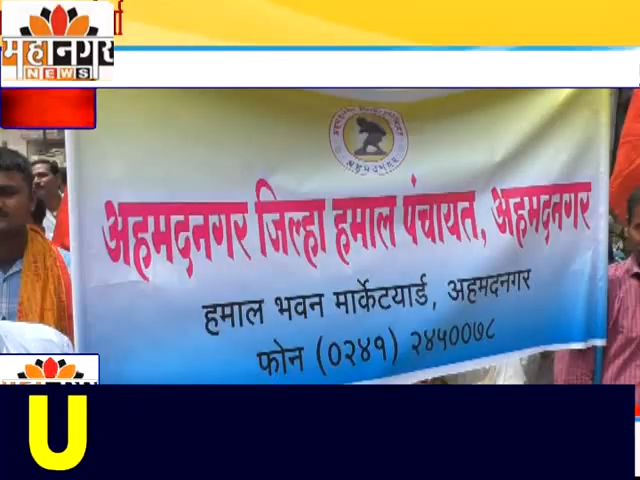 महानगर
NEWS
अहमदनगर जिल्हा हमाल पंचायत, अहमदनगर
हमाल भवन मार्केटयार्ड, अहमदनगर
फोन (०२४१) २४५००७८
U